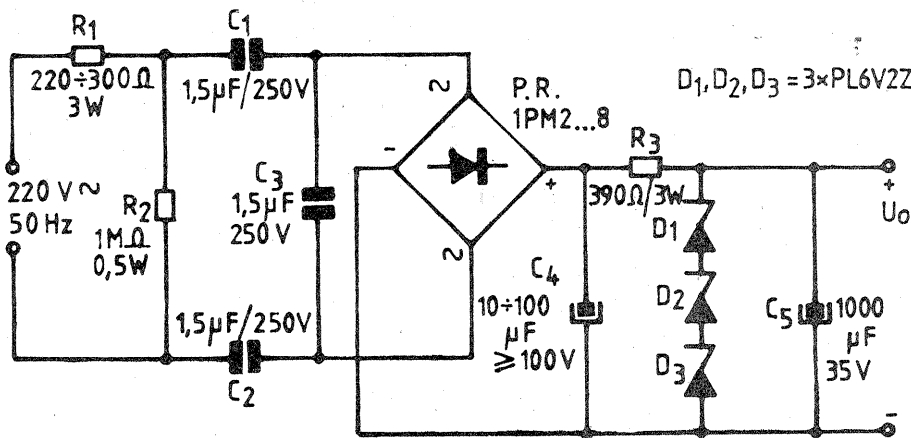 R1
220÷300Ω
3W
C1
1,5µF/250V
220 V~
50 Hz
R2
1MΩ
0,5W
C3
1,5µF
250 V
1,5µF/250V
C2
~
P.R.
1PM2...8
-
+
~
D1,D2,D3 = 3×PL6V2Z
R3
390Ω/3W
C4
10÷100
µF
≥100V
D1
D2
D3
C5
1000
µF
35V
+
Uo
-